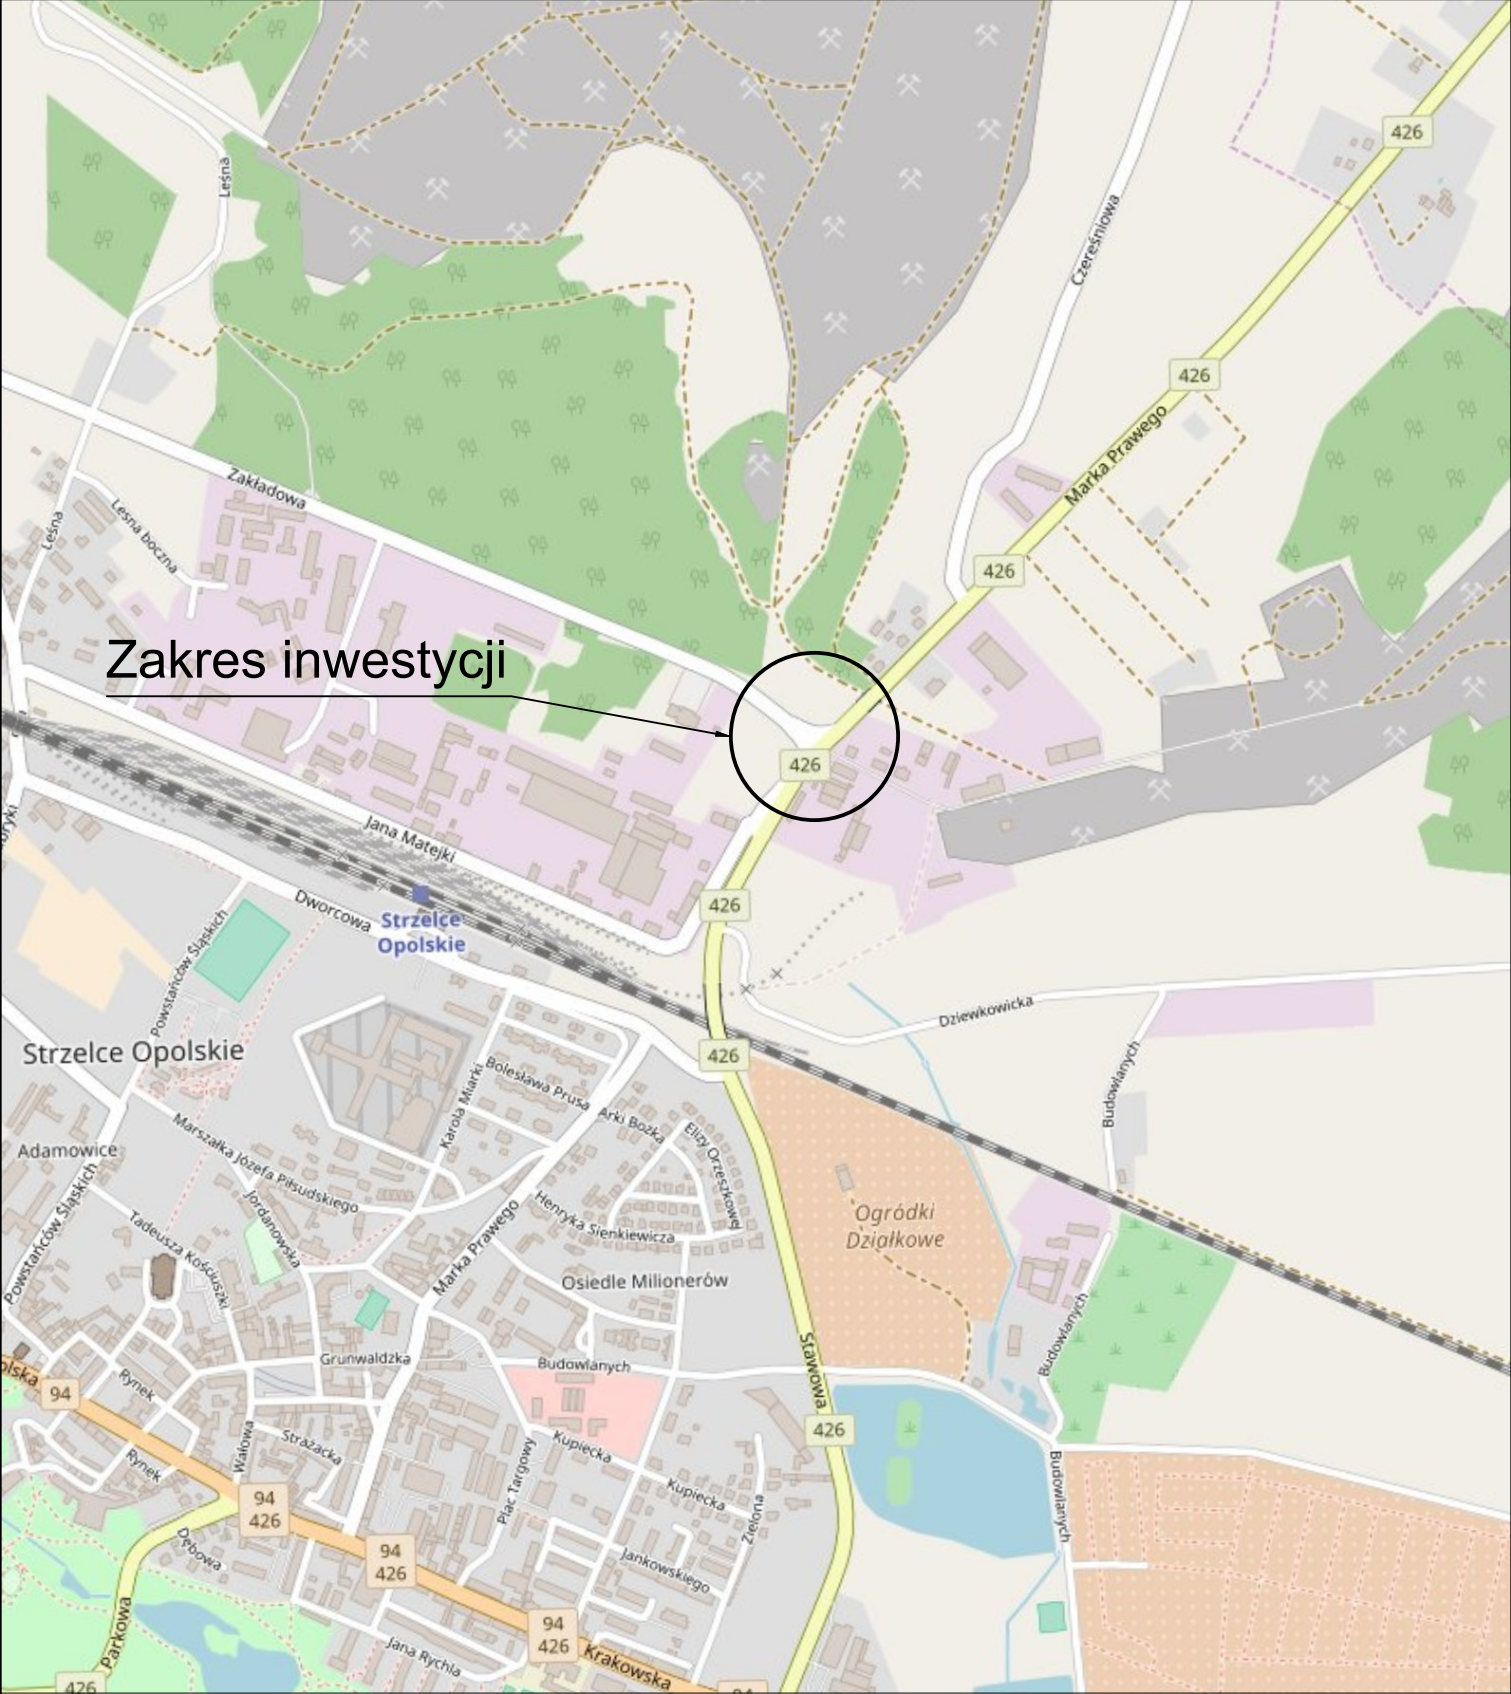 426
Leśna
Czereśniowa
426
Marka Prawego
Zakładowa
Leśna boczna
Leśna
426
Zakres inwestycji
426
Jana Matejki
Dworcowa
426
Strzelce
Opolskie
Powstańców Śląskich
Dziewkowicka
Strzelce Opolskie
426
Bolesława Prusa
Karola Miarki
Arki Bożka
Elizy Orzeszkowej
Budowlanych
Marszałka Józefa Piłsudskiego
Adamowice
Jordanowska
Powstańców Śląskich
Henryka Sienkiewicza
Ogródki
Działkowe
Tadeusza Kościuszki
Marka Prawego
Osiedle Milionerów
Budowlanych
Grunwaldzka
Budowlanych
Stawowa
94
Rynek
426
Strażacka
Wałowa
Kupiecka
Plac Targowy
Rynek
Kupiecka
Budowlanych
94
426
Zielona
Dębowa
94
426
Jankowskiego
Parkowa
94
426
Jana Rychla
Krakowska
426
94